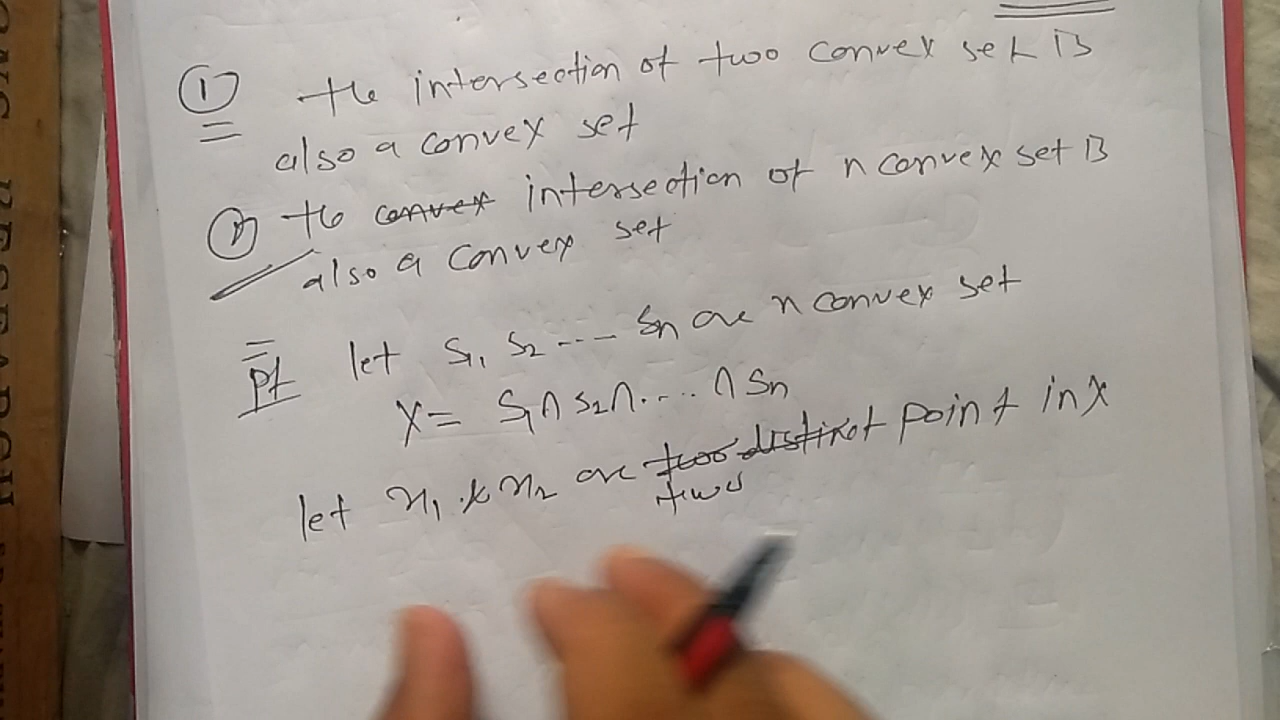 ① the intersection of two convex set is
also a convex set
② the convex intersection of n convex set is
also a convex set
pf let S1, S2 ---- Sn are n convex set
X = S1 ∩ S2 ∩ .... ∩ Sn
let x1 & x2 are two distinct point in X
two